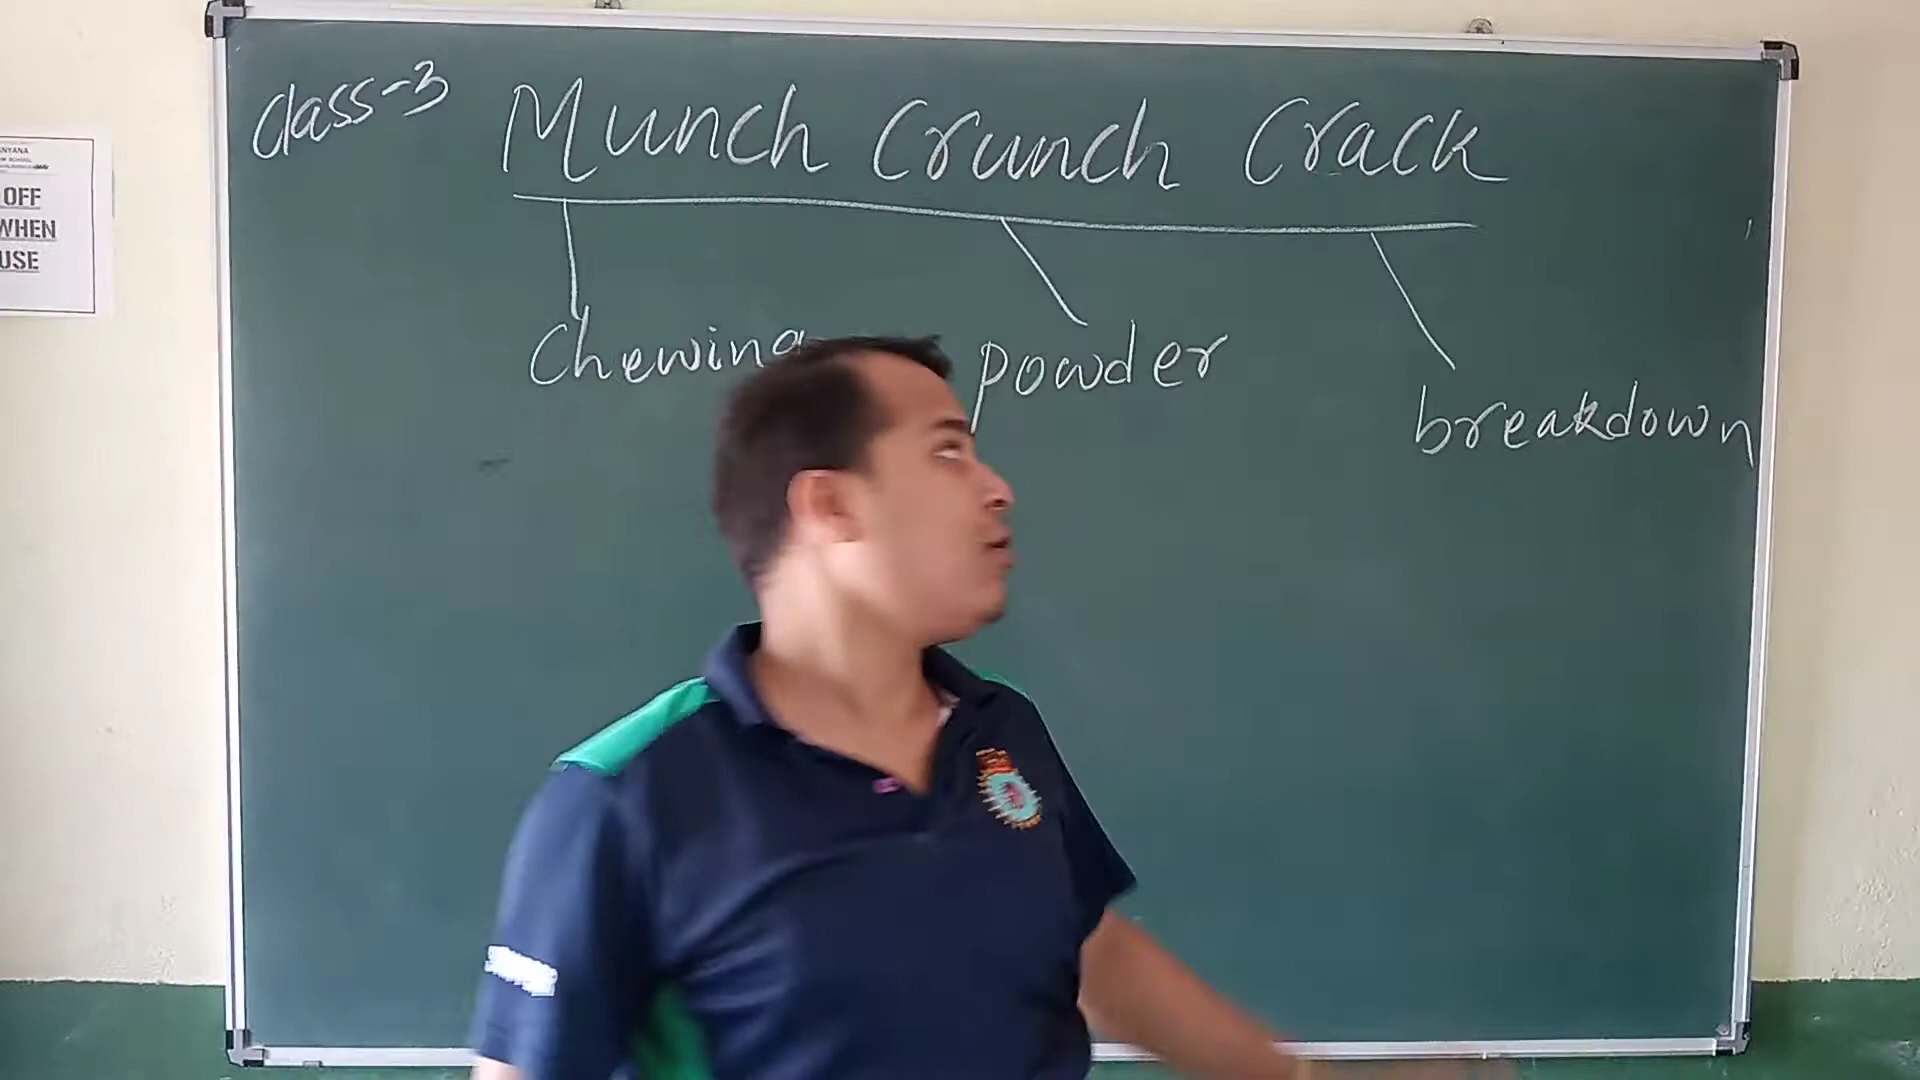 Class-3
Munch Crunch Crack
Chewing
powder
breakdown
OFF
WHEN
USE